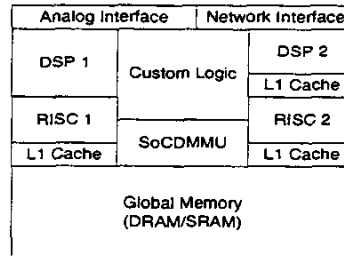 Analog Interface
Network Interface
DSP 1
Custom Logic
DSP 2
L1 Cache
RISC 1
SoCDMMU
RISC 2
L1 Cache
L1 Cache
Global Memory
(DRAM/SRAM)